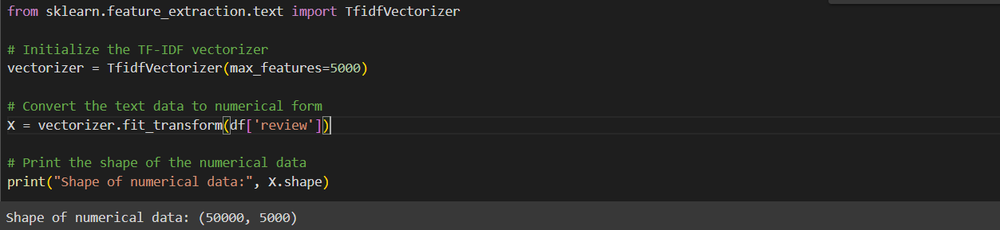 from sklearn.feature_extraction.text import TfidfVectorizer
# Initialize the TF-IDF vectorizer
vectorizer = TfidfVectorizer(max_features=5000)
# Convert the text data to numerical form
X = vectorizer.fit_transform(df['review'])
# Print the shape of the numerical data
print("Shape of numerical data:", X.shape)
Shape of numerical data: (50000, 5000)